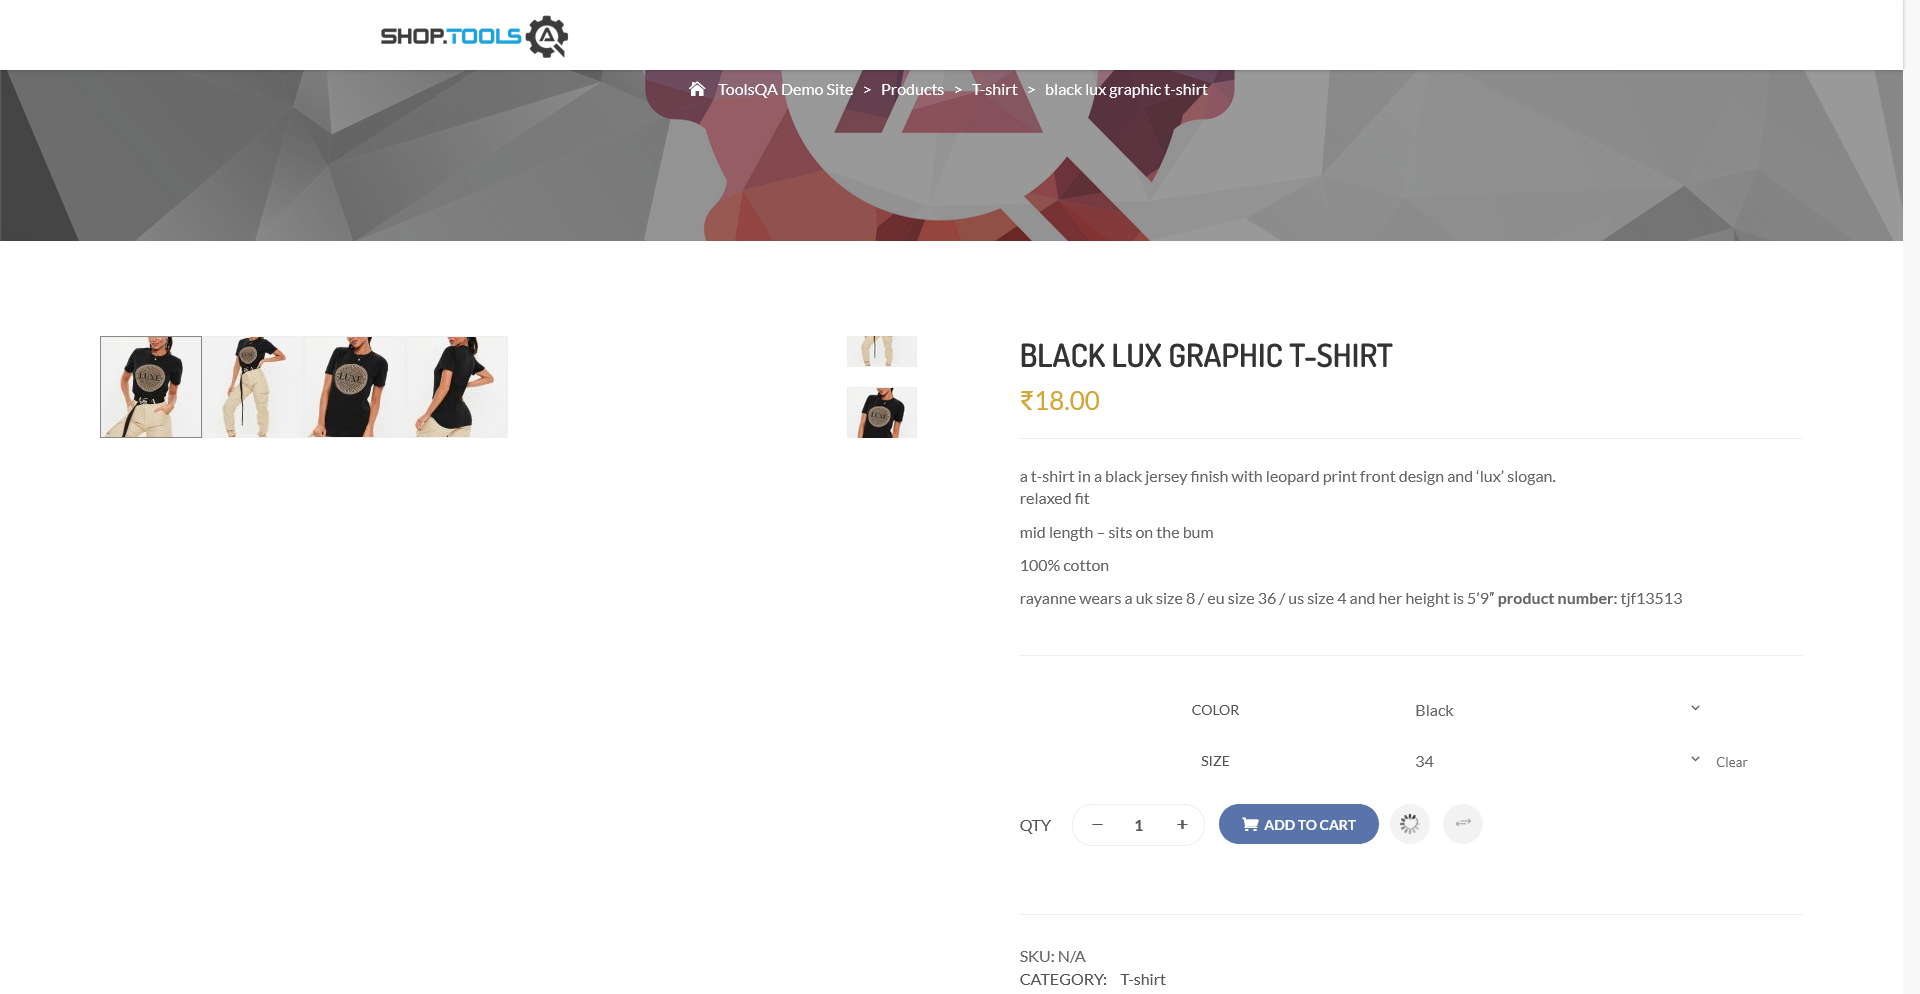 SHOP.TOOLS
ToolsQA Demo Site > Products > T-shirt > black lux graphic t-shirt
BLACK LUX GRAPHIC T-SHIRT
₹18.00
a t-shirt in a black jersey finish with leopard print front design and ‘lux’ slogan.
relaxed fit
mid length – sits on the bum
100% cotton
rayanne wears a uk size 8 / eu size 36 / us size 4 and her height is 5’9” product number: tjf13513
COLOR Black
SIZE 34 Clear
QTY − 1 + ADD TO CART
SKU: N/A
CATEGORY: T-shirt